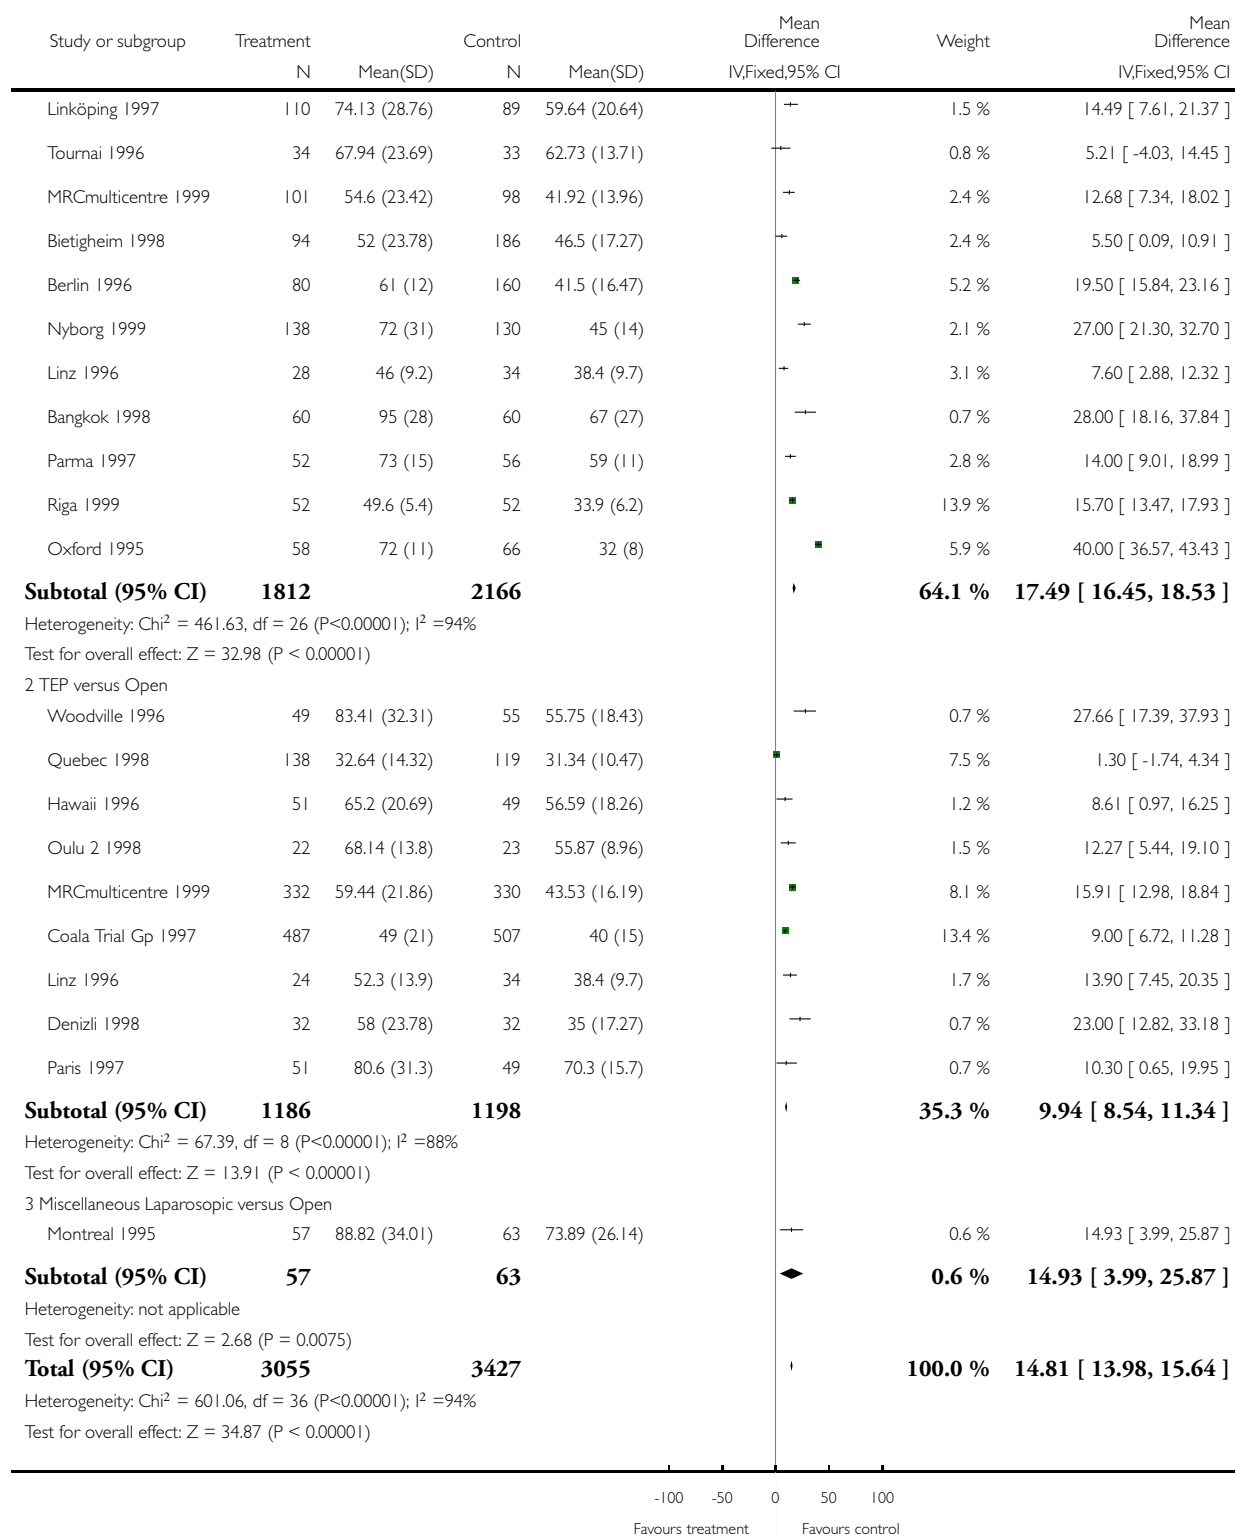 Study or subgroup Treatment Control Mean Difference Weight Mean Difference
N Mean(SD) N Mean(SD) IV,Fixed,95% CI IV,Fixed,95% CI
Linköping 1997 110 74.13 (28.76) 89 59.64 (20.64) 1.5 % 14.49 [ 7.61, 21.37 ]
Tournai 1996 34 67.94 (23.69) 33 62.73 (13.71) 0.8 % 5.21 [ -4.03, 14.45 ]
MRCmulticentre 1999 101 54.6 (23.42) 98 41.92 (13.96) 2.4 % 12.68 [ 7.34, 18.02 ]
Bietigheim 1998 94 52 (23.78) 186 46.5 (17.27) 2.4 % 5.50 [ 0.09, 10.91 ]
Berlin 1996 80 61 (12) 160 41.5 (16.47) 5.2 % 19.50 [ 15.84, 23.16 ]
Nyborg 1999 138 72 (31) 130 45 (14) 2.1 % 27.00 [ 21.30, 32.70 ]
Linz 1996 28 46 (9.2) 34 38.4 (9.7) 3.1 % 7.60 [ 2.88, 12.32 ]
Bangkok 1998 60 95 (28) 60 67 (27) 0.7 % 28.00 [ 18.16, 37.84 ]
Parma 1997 52 73 (15) 56 59 (11) 2.8 % 14.00 [ 9.01, 18.99 ]
Riga 1999 52 49.6 (5.4) 52 33.9 (6.2) 13.9 % 15.70 [ 13.47, 17.93 ]
Oxford 1995 58 72 (11) 66 32 (8) 5.9 % 40.00 [ 36.57, 43.43 ]
Subtotal (95% CI) 1812 2166 64.1 % 17.49 [ 16.45, 18.53 ]
Heterogeneity: Chi² = 461.63, df = 26 (P<0.00001); I² =94%
Test for overall effect: Z = 32.98 (P < 0.00001)
2 TEP versus Open
Woodville 1996 49 83.41 (32.31) 55 55.75 (18.43) 0.7 % 27.66 [ 17.39, 37.93 ]
Quebec 1998 138 32.64 (14.32) 119 31.34 (10.47) 7.5 % 1.30 [ -1.74, 4.34 ]
Hawaii 1996 51 65.2 (20.69) 49 56.59 (18.26) 1.2 % 8.61 [ 0.97, 16.25 ]
Oulu 2 1998 22 68.14 (13.8) 23 55.87 (8.96) 1.5 % 12.27 [ 5.44, 19.10 ]
MRCmulticentre 1999 332 59.44 (21.86) 330 43.53 (16.19) 8.1 % 15.91 [ 12.98, 18.84 ]
Coala Trial Gp 1997 487 49 (21) 507 40 (15) 13.4 % 9.00 [ 6.72, 11.28 ]
Linz 1996 24 52.3 (13.9) 34 38.4 (9.7) 1.7 % 13.90 [ 7.45, 20.35 ]
Denizli 1998 32 58 (23.78) 32 35 (17.27) 0.7 % 23.00 [ 12.82, 33.18 ]
Paris 1997 51 80.6 (31.3) 49 70.3 (15.7) 0.7 % 10.30 [ 0.65, 19.95 ]
Subtotal (95% CI) 1186 1198 35.3 % 9.94 [ 8.54, 11.34 ]
Heterogeneity: Chi² = 67.39, df = 8 (P<0.00001); I² =88%
Test for overall effect: Z = 13.91 (P < 0.00001)
3 Miscellaneous Laparosopic versus Open
Montreal 1995 57 88.82 (34.01) 63 73.89 (26.14) 0.6 % 14.93 [ 3.99, 25.87 ]
Subtotal (95% CI) 57 63 0.6 % 14.93 [ 3.99, 25.87 ]
Heterogeneity: not applicable
Test for overall effect: Z = 2.68 (P = 0.0075)
Total (95% CI) 3055 3427 100.0 % 14.81 [ 13.98, 15.64 ]
Heterogeneity: Chi² = 601.06, df = 36 (P<0.00001); I² =94%
Test for overall effect: Z = 34.87 (P < 0.00001)
-100 -50 0 50 100
Favours treatment Favours control